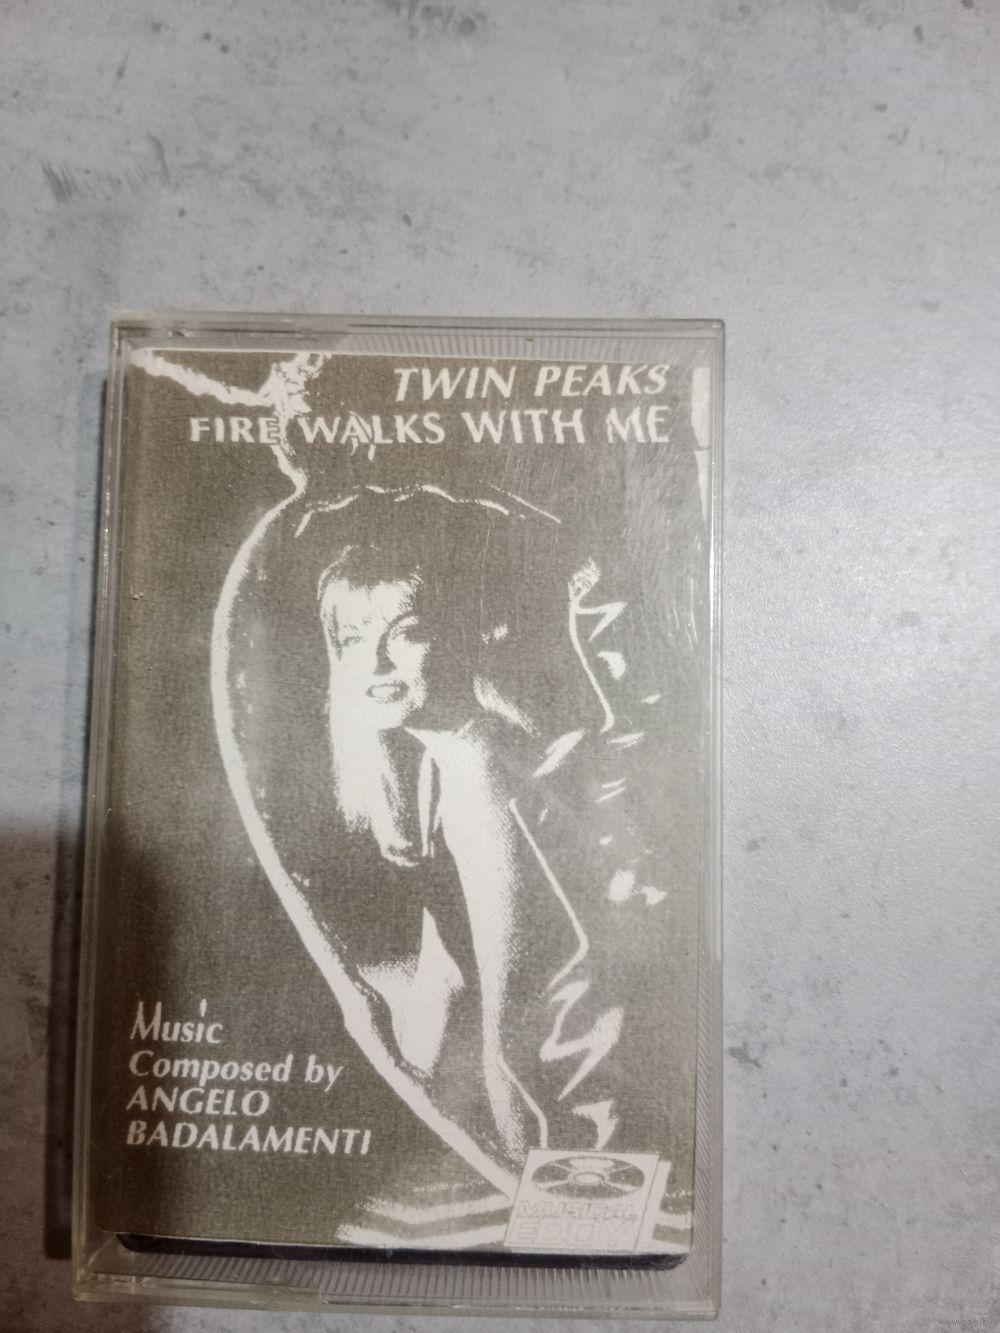 TWIN PEAKS
FIRE WALKS WITH ME
Music
Composed by
ANGELO
BADALAMENTI
MUSICAL
EDDY